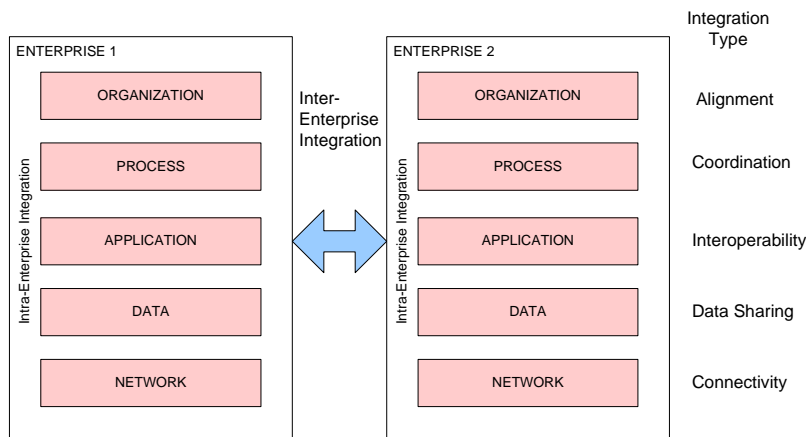 Integration
Type
ENTERPRISE 1
ORGANIZATION
PROCESS
APPLICATION
DATA
NETWORK
Intra-Enterprise Integration
Inter-
Enterprise
Integration
ENTERPRISE 2
ORGANIZATION
PROCESS
APPLICATION
DATA
NETWORK
Intra-Enterprise Integration
Alignment
Coordination
Interoperability
Data Sharing
Connectivity